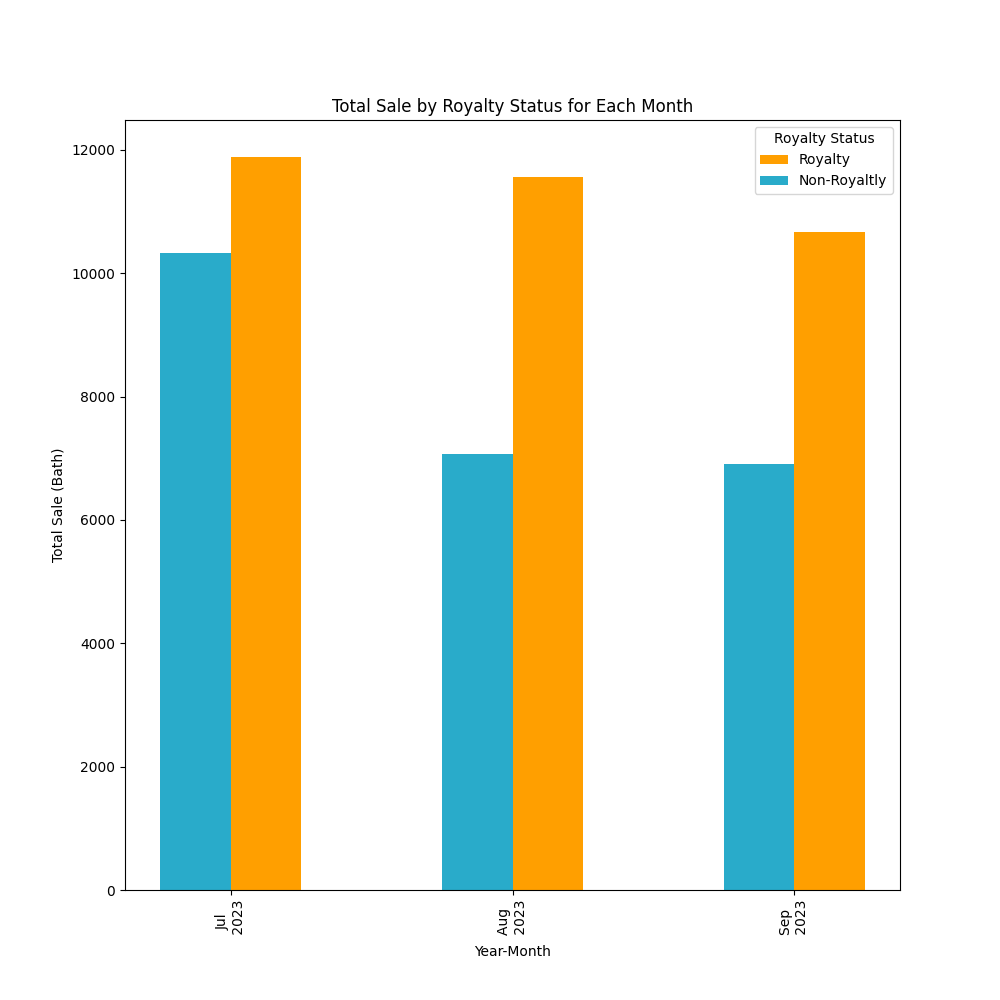 Total Sale by Royalty Status for Each Month
Royalty Status
Royalty
Non-Royaltly
12000
10000
8000
6000
4000
2000
0
Total Sale (Bath)
Jul
2023
Aug
2023
Sep
2023
Year-Month